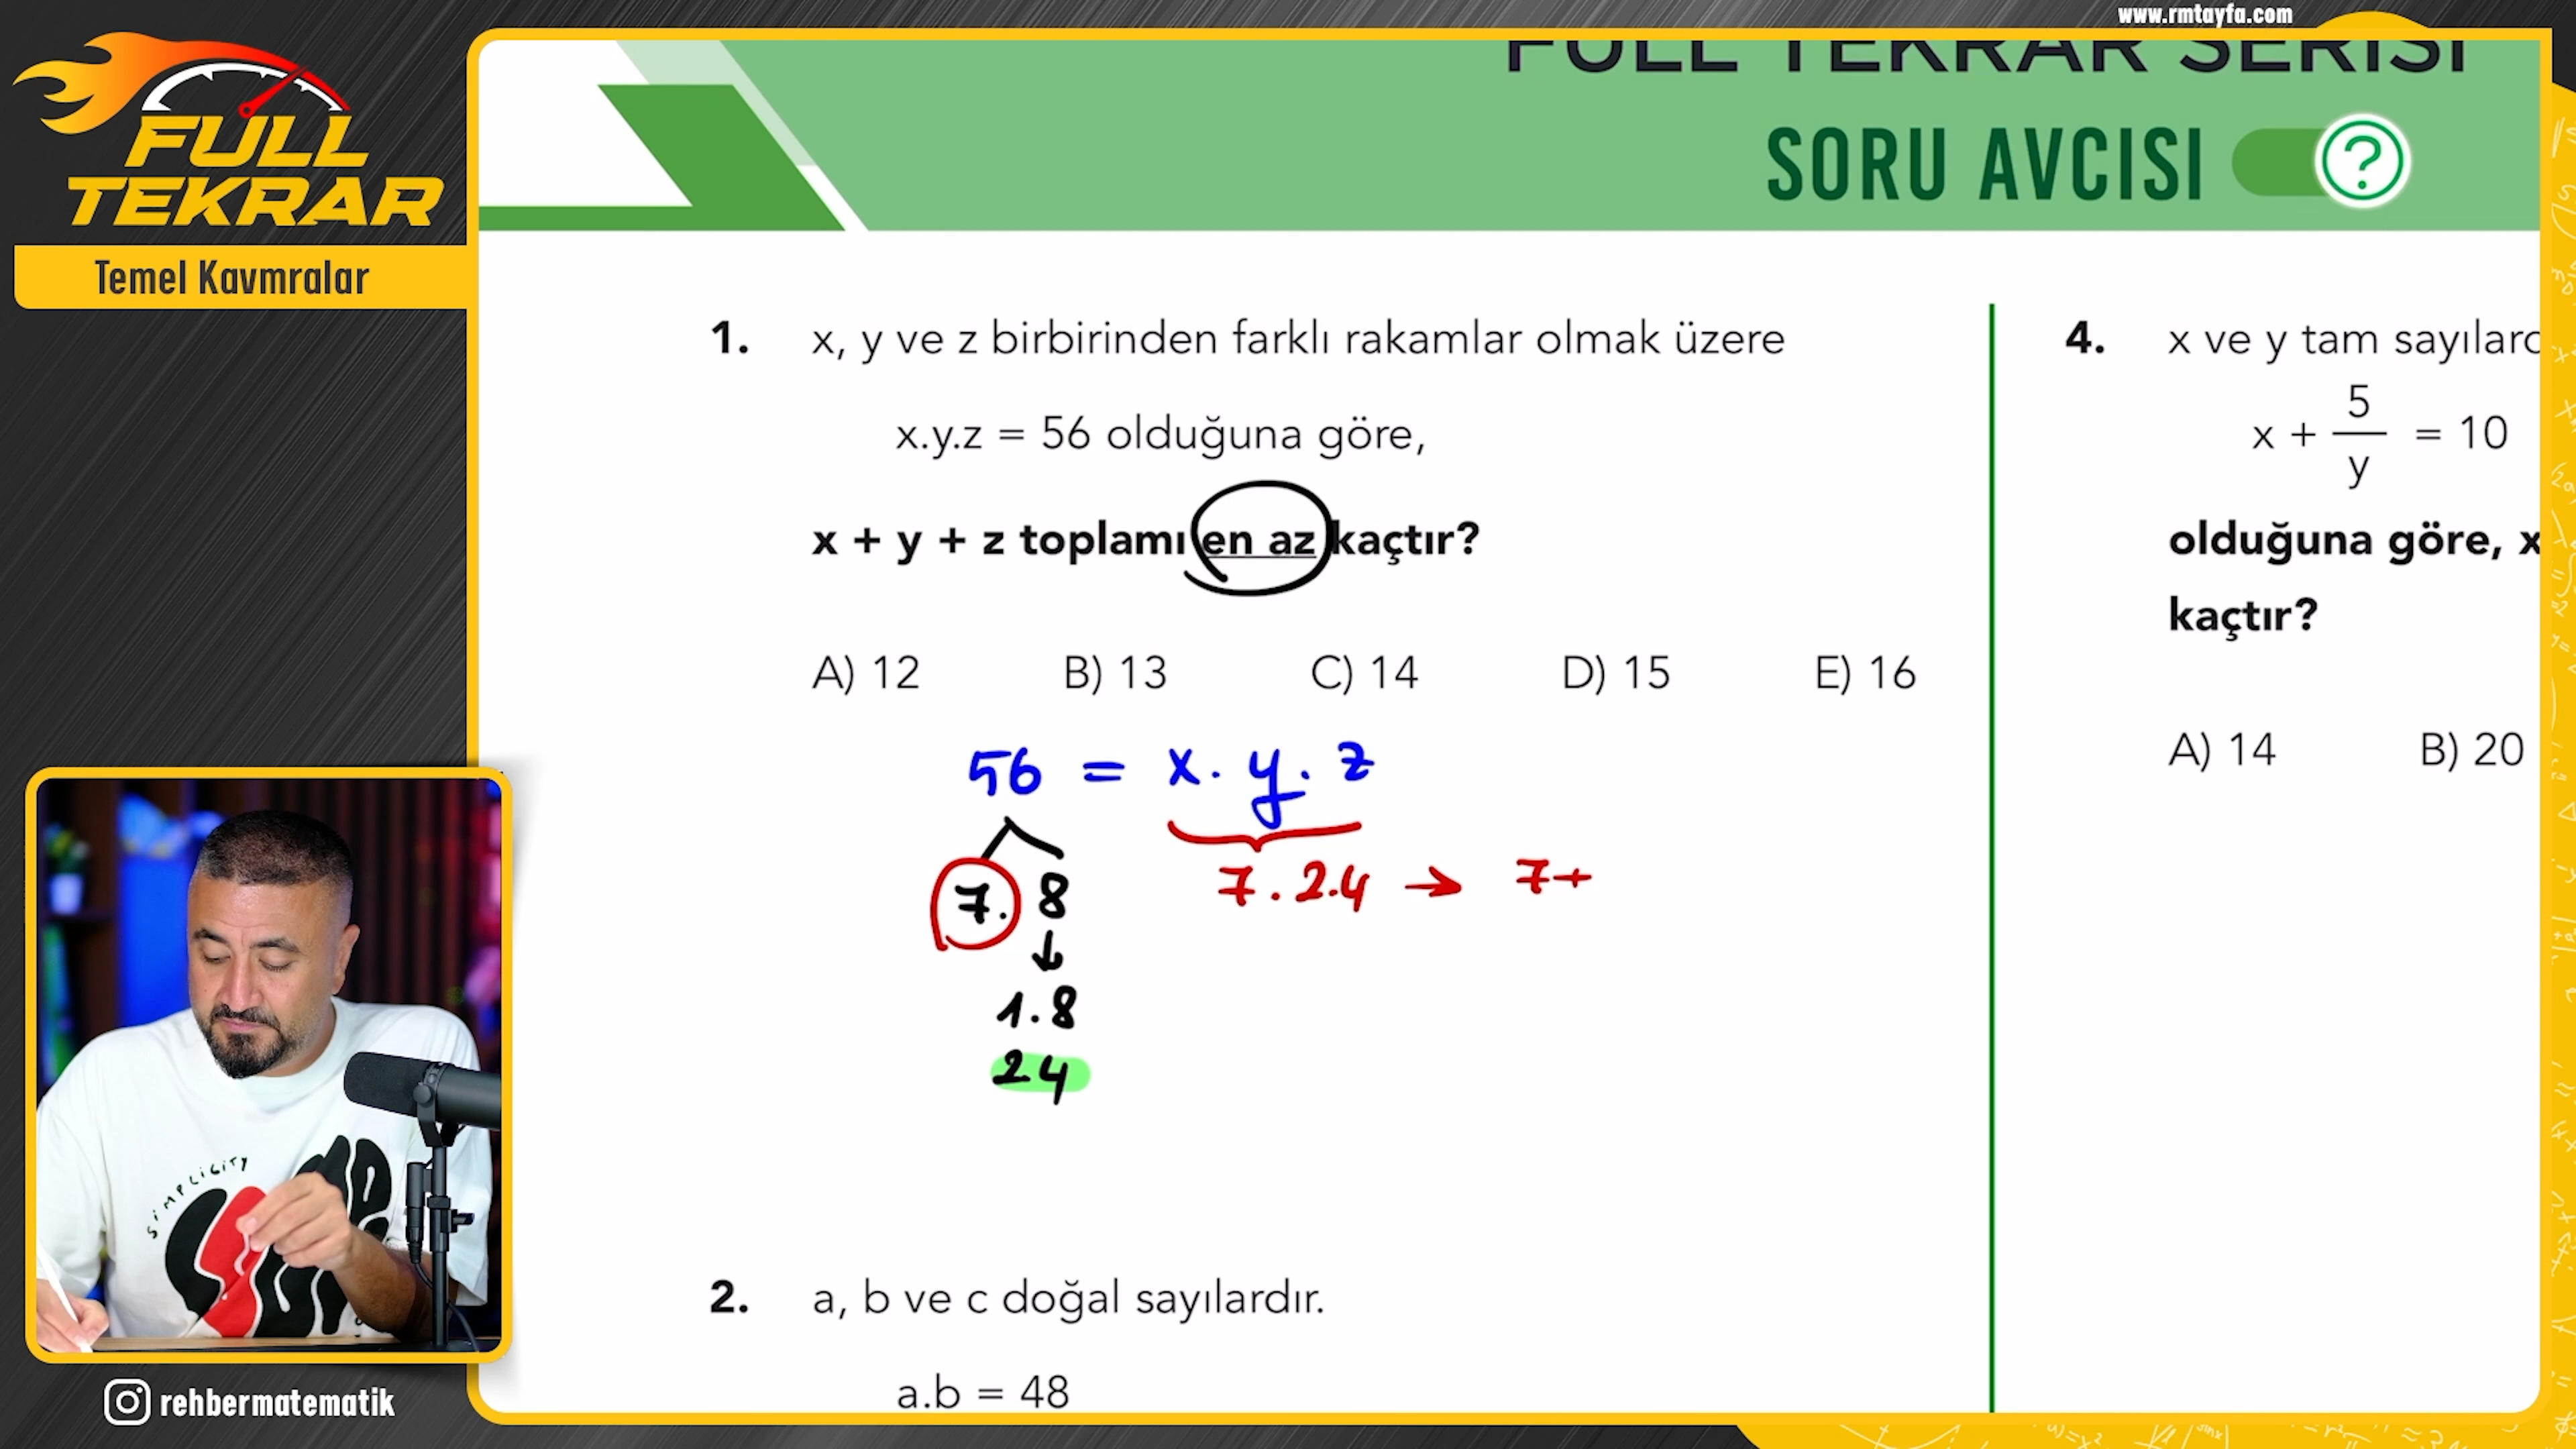 www.rmtayfa.com
FULL TEKRAR SERİSİ
SORU AVCISI ?
FULL
TEKRAR
Temel Kavmralar
1. x, y ve z birbirinden farklı rakamlar olmak üzere
x.y.z = 56 olduğuna göre,
x + y + z toplamı en az kaçtır?
A) 12 B) 13 C) 14 D) 15 E) 16
56 = x . y . z
7 . 8
7 . 2.4 → 7+
↓
1.8
2.4
2. a, b ve c doğal sayılardır.
a.b = 48
4. x ve y tam sayılar
x + 5/y = 10
olduğuna göre, x
kaçtır?
A) 14 B) 20
SiMPLiCiTY
rehbermatematik